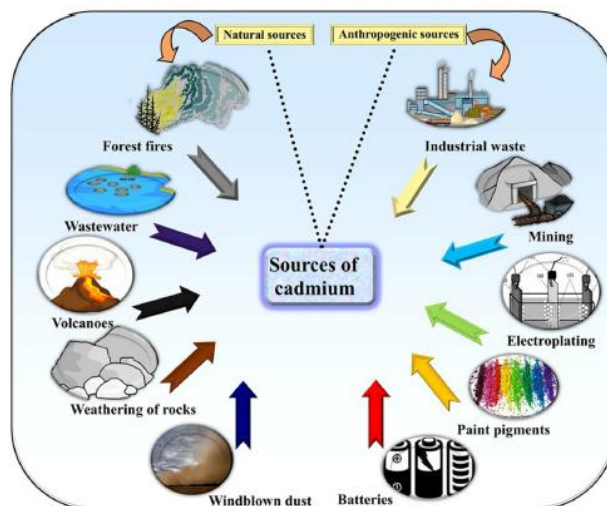 Natural sources
Anthropogenic sources
Forest fires
Industrial waste
Wastewater
Mining
Sources of
cadmium
Volcanoes
Electroplating
Weathering of rocks
Paint pigments
Windblown dust
Batteries